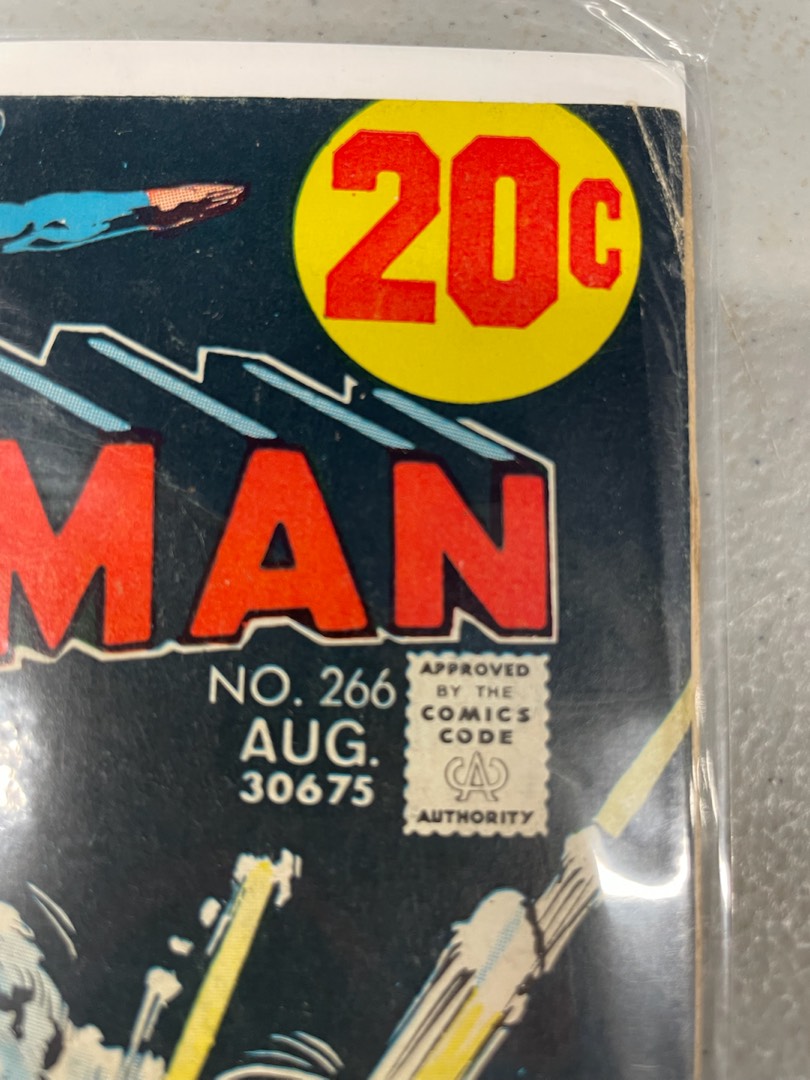 20c
MAN
NO. 266
AUG.
30675
APPROVED
BY THE
COMICS
CODE
CA
AUTHORITY